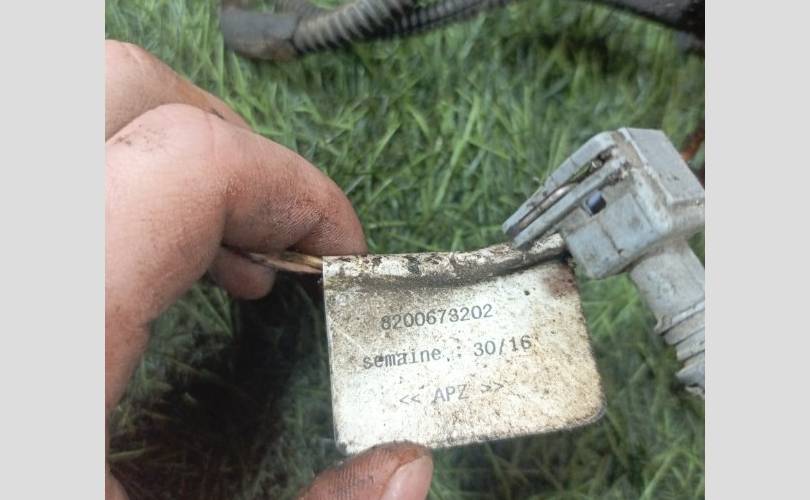 8200673202
semaine : 30/16
<< APZ >>